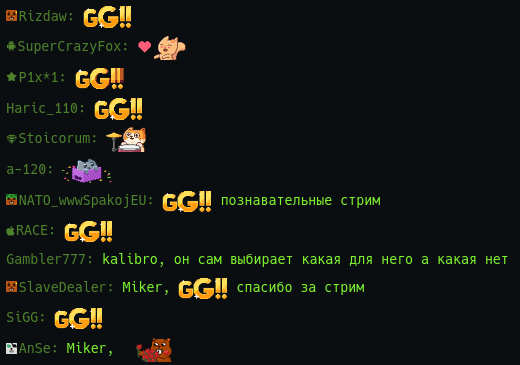 Rizdaw: GG!!
SuperCrazyFox:
P1x*1: GG!!
Haric_110: GG!!
Stoicorum:
a-120:
NATO_wwwSpakojEU: GG!! познавательные стрим
RACE: GG!!
Gambler777: kalibro, он сам выбирает какая для него а какая нет
SlaveDealer: Miker, GG!! спасибо за стрим
SiGG: GG!!
AnSe: Miker,